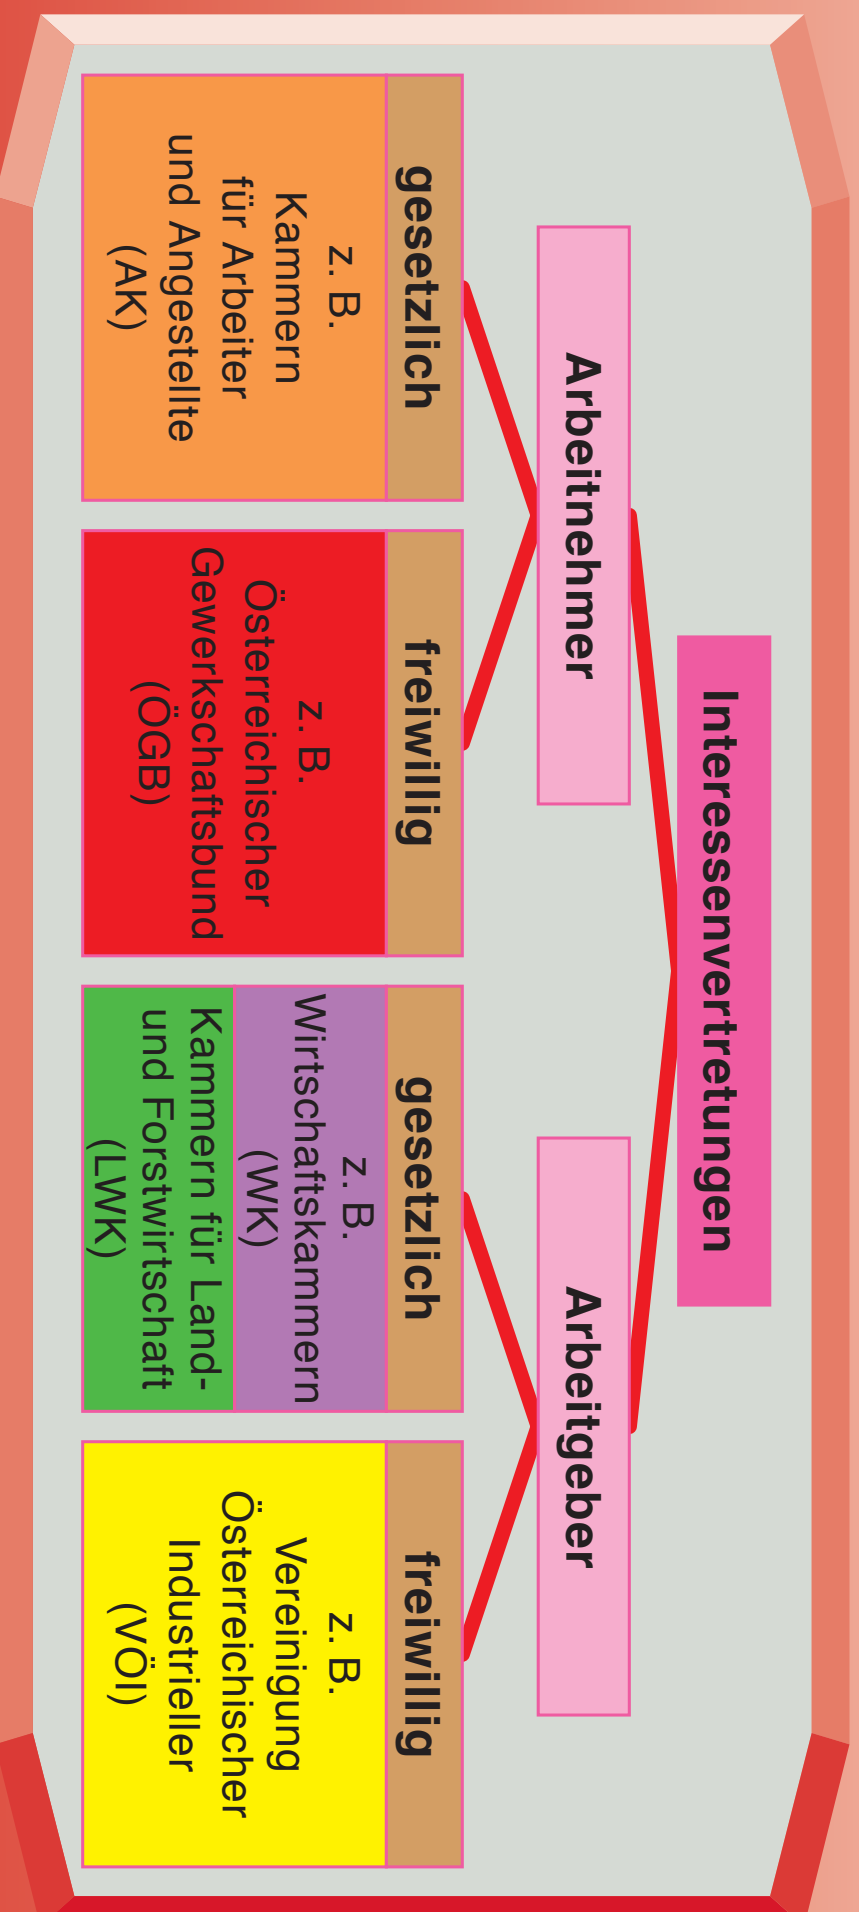 Interessenvertretungen
Arbeitnehmer
Arbeitgeber
gesetzlich
z. B.
Kammern
für Arbeiter
und Angestellte
(AK)
freiwillig
z. B.
Österreichischer
Gewerkschaftsbund
(ÖGB)
gesetzlich
z. B.
Wirtschaftskammern
(WK)
Kammern für Land-
und Forstwirtschaft
(LWK)
freiwillig
z. B.
Vereinigung
Österreichischer
Industrieller
(VÖI)